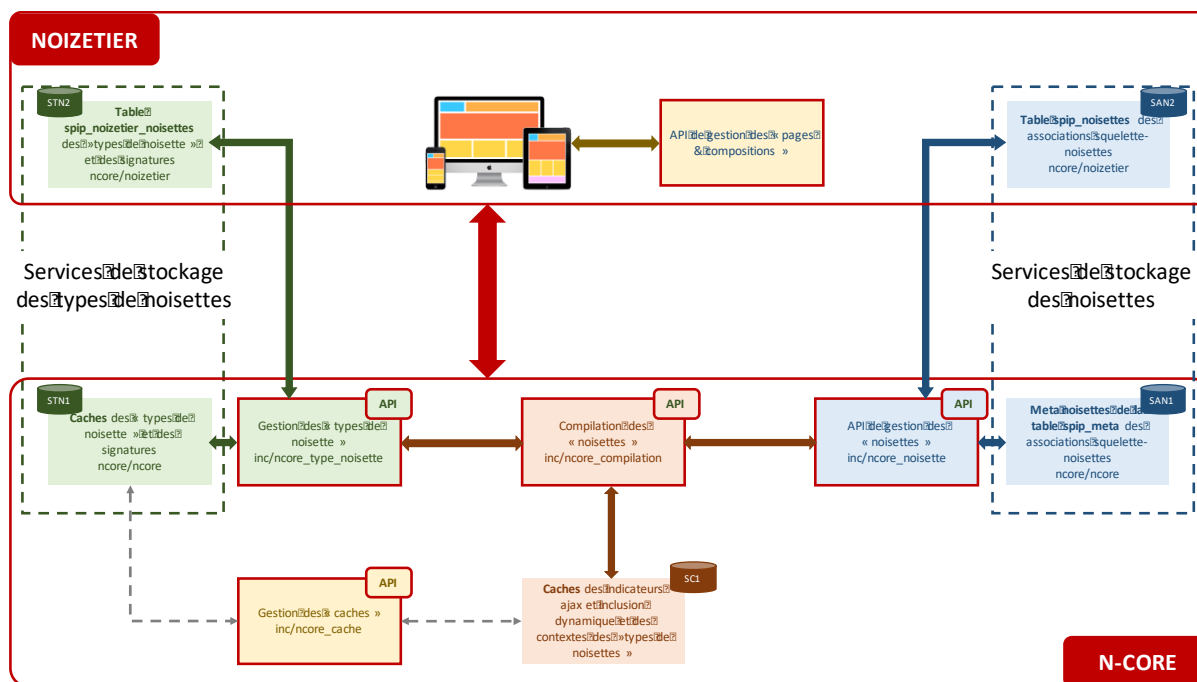 NOIZETIER
STN2
Table
spip_noizetier_noisettes
des »types de noisette »
et des signatures
ncore/noizetier
API de gestion des « pages
& compositions »
SAN2
Table spip_noisettes des
associations squelette-
noisettes
ncore/noizetier
Services de stockage
des types de noisettes
Services de stockage
des noisettes
STN1
Caches des « types de
noisette » et des
signatures
ncore/ncore
API
Gestion des « types de
noisette »
inc/ncore_type_noisette
API
Compilation des
« noisettes »
inc/ncore_compilation
API
API de gestion des
« noisettes »
inc/ncore_noisette
SAN1
Meta noisettes de la
table spip_meta des
associations squelette-
noisettes
ncore/ncore
API
Gestion des « caches »
inc/ncore_cache
SC1
Caches des indicateurs
ajax et inclusion
dynamique et des
contextes des »types de
noisettes »
N-CORE